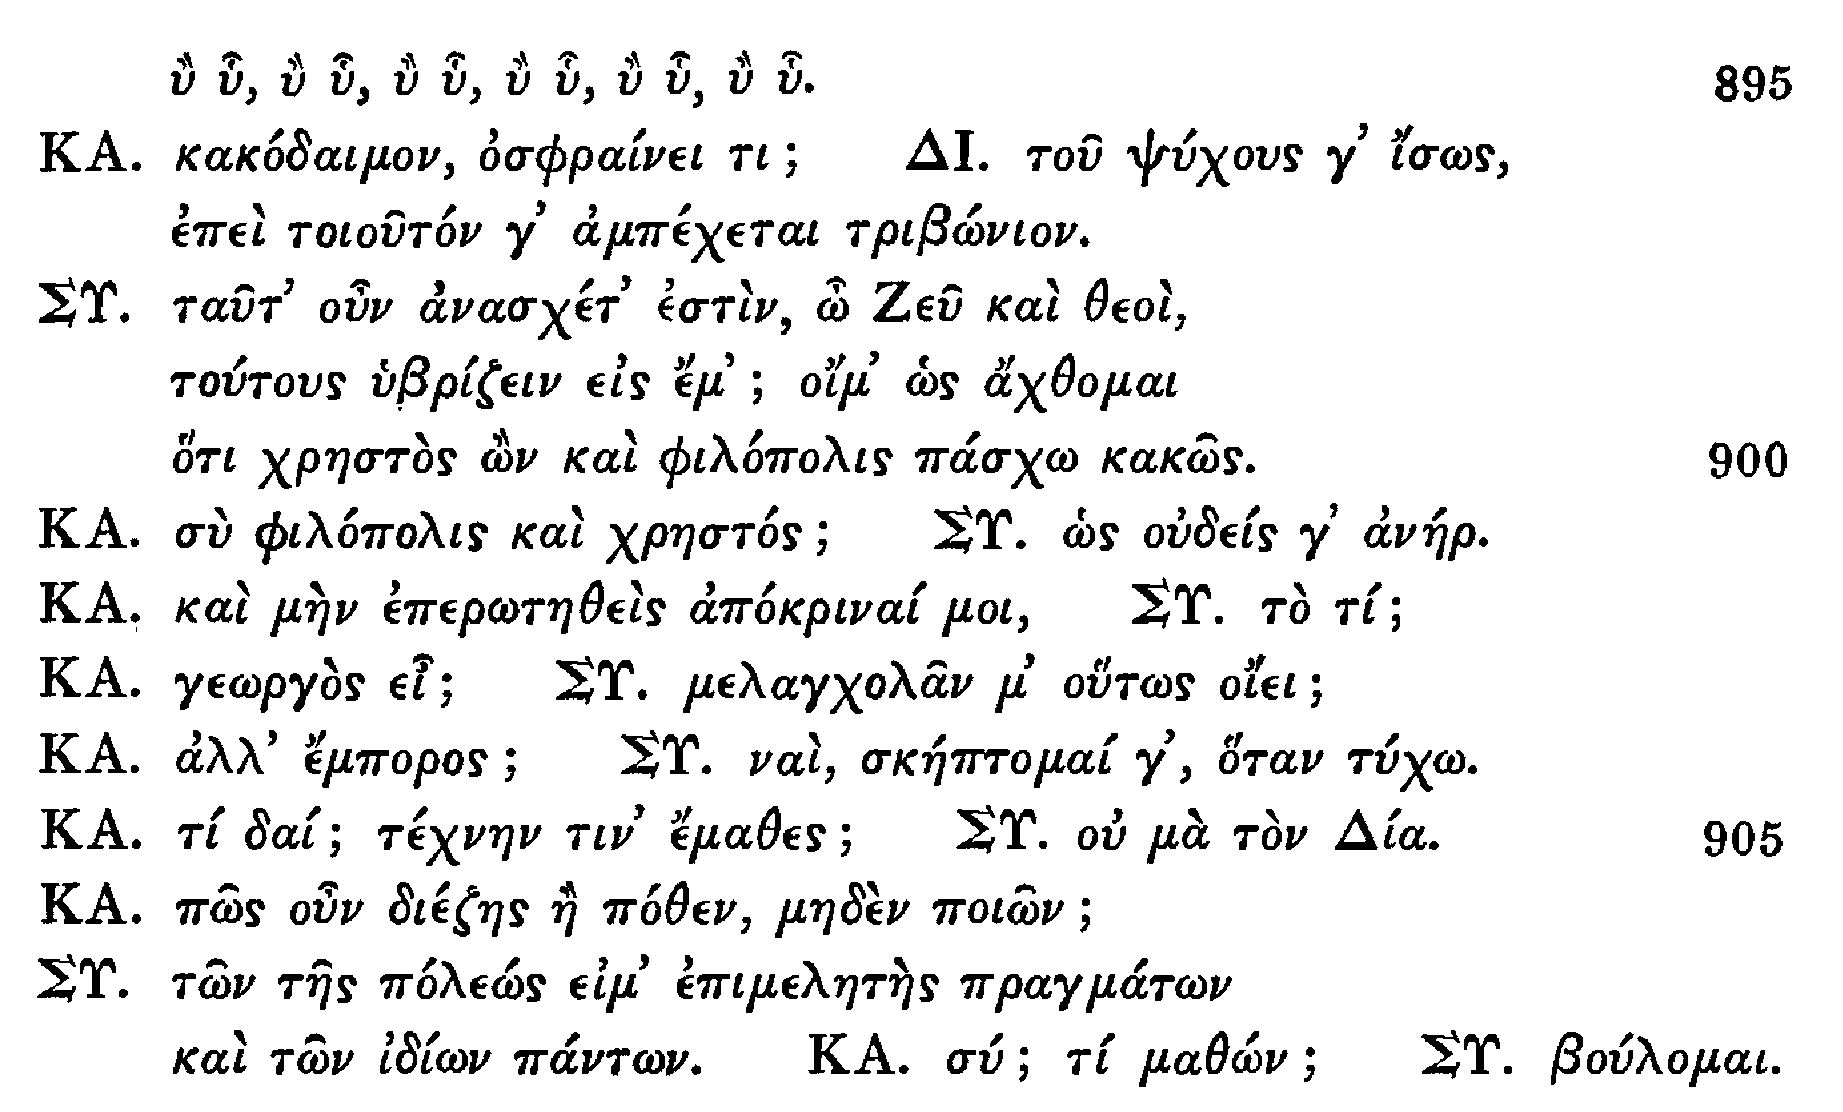 ὒ ὗ, ὒ ὗ, ὒ ὗ, ὒ ὗ, ὒ ὗ, ὒ ὗ. 895
ΚΑ. κακόδαιμον, ὀσφραίνει τι; ΔΙ. τοῦ ψύχους γ’ ἴσως,
ἐπεὶ τοιοῦτόν γ’ ἀμπέχεται τριβώνιον.
ΣΥ. ταῦτ’ οὖν ἀνασχέτ’ ἐστὶν, ὦ Ζεῦ καὶ θεοὶ,
τούτους ὑβρίζειν εἰς ἔμ’; οἴμ’ ὡς ἄχθομαι
ὅτι χρηστὸς ὢν καὶ φιλόπολις πάσχω κακῶς. 900
ΚΑ. σὺ φιλόπολις καὶ χρηστός; ΣΥ. ὡς οὐδείς γ’ ἀνήρ.
ΚΑ. καὶ μὴν ἐπερωτηθεὶς ἀπόκριναί μοι, ΣΥ. τὸ τί;
ΚΑ. γεωργὸς εἶ; ΣΥ. μελαγχολᾶν μ’ οὕτως οἴει;
ΚΑ. ἀλλ’ ἔμπορος; ΣΥ. ναὶ, σκήπτομαί γ’, ὅταν τύχω.
ΚΑ. τί δαί; τέχνην τιν’ ἔμαθες; ΣΥ. οὐ μὰ τὸν Δία. 905
ΚΑ. πῶς οὖν διέζης ἢ πόθεν, μηδὲν ποιῶν;
ΣΥ. τῶν τῆς πόλεώς εἰμ’ ἐπιμελητὴς πραγμάτων
καὶ τῶν ἰδίων πάντων. ΚΑ. σύ; τί μαθών; ΣΥ. βούλομαι.